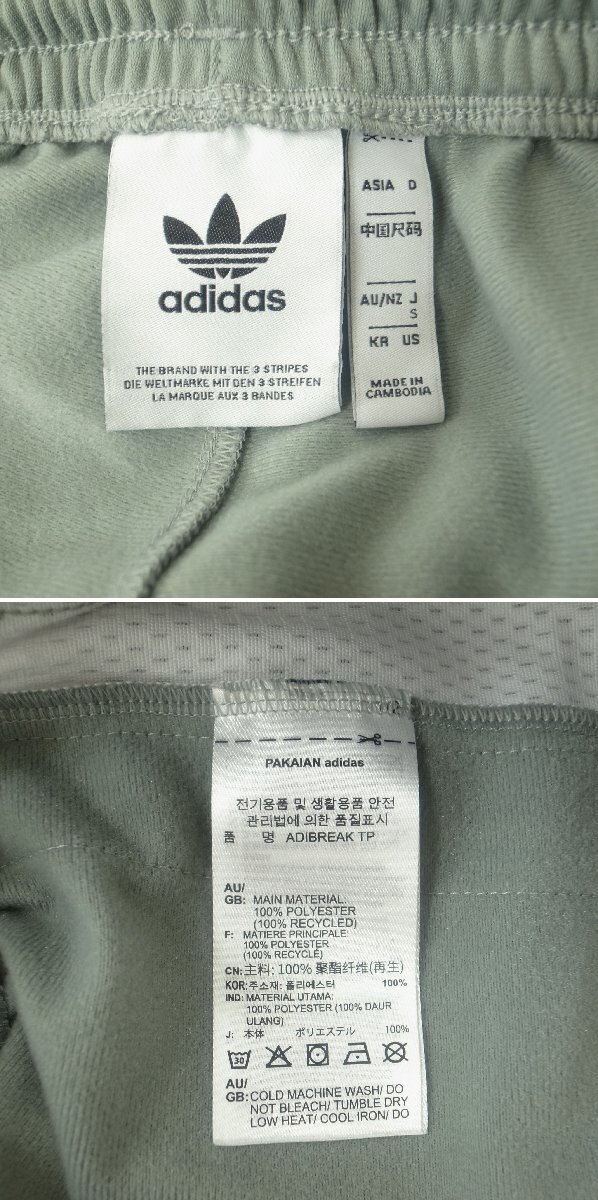 adidas
THE BRAND WITH THE 3 STRIPES
DIE WELTMARKE MIT DEN 3 STREIFEN
LA MARQUE AUX 3 BANDES
ASIA D
中国尺码
AU/NZ J
S
KR US
MADE IN
CAMBODIA
PAKAIAN adidas
전기용품 및 생활용품 안전
관리법에 의한 품질표시
품 명 ADIBREAK TP
AU/
GB: MAIN MATERIAL:
100% POLYESTER
(100% RECYCLED)
F: MATIERE PRINCIPALE:
100% POLYESTER
(100% RECYCLÉ)
CN: 主料: 100% 聚酯纤维(再生)
KOR: 주소재: 폴리에스터 100%
IND: MATERIAL UTAMA:
100% POLYESTER (100% DAUR
ULANG)
J: 本体 ポリエステル 100%
30
AU/
GB: COLD MACHINE WASH/ DO
NOT BLEACH/ TUMBLE DRY
LOW HEAT/ COOL IRON/ DO